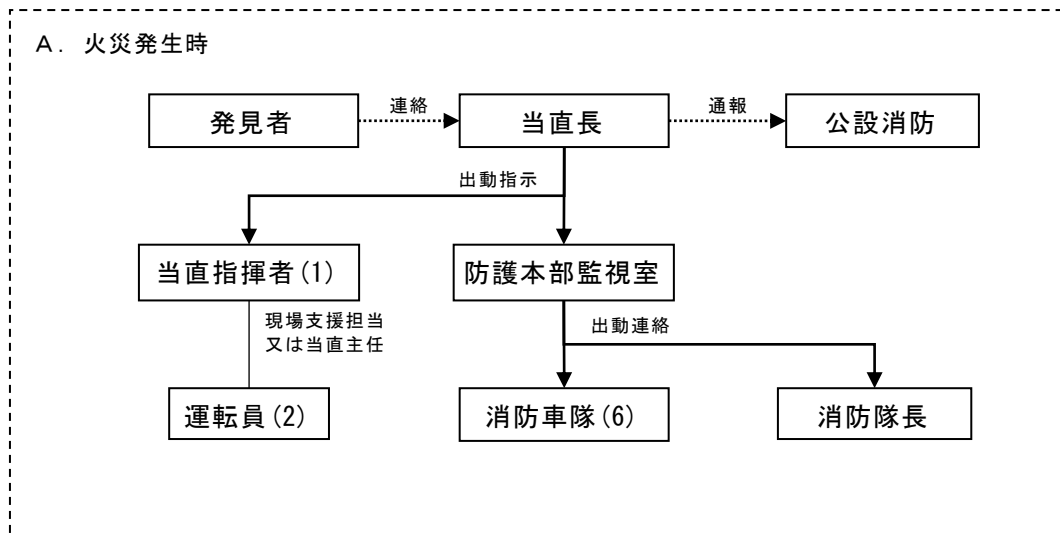 A. 火災発生時
発見者
連絡
当直長
通報
公設消防
出動指示
当直指揮者(1)
防護本部監視室
現場支援担当
又は当直主任
出動連絡
運転員(2)
消防車隊(6)
消防隊長